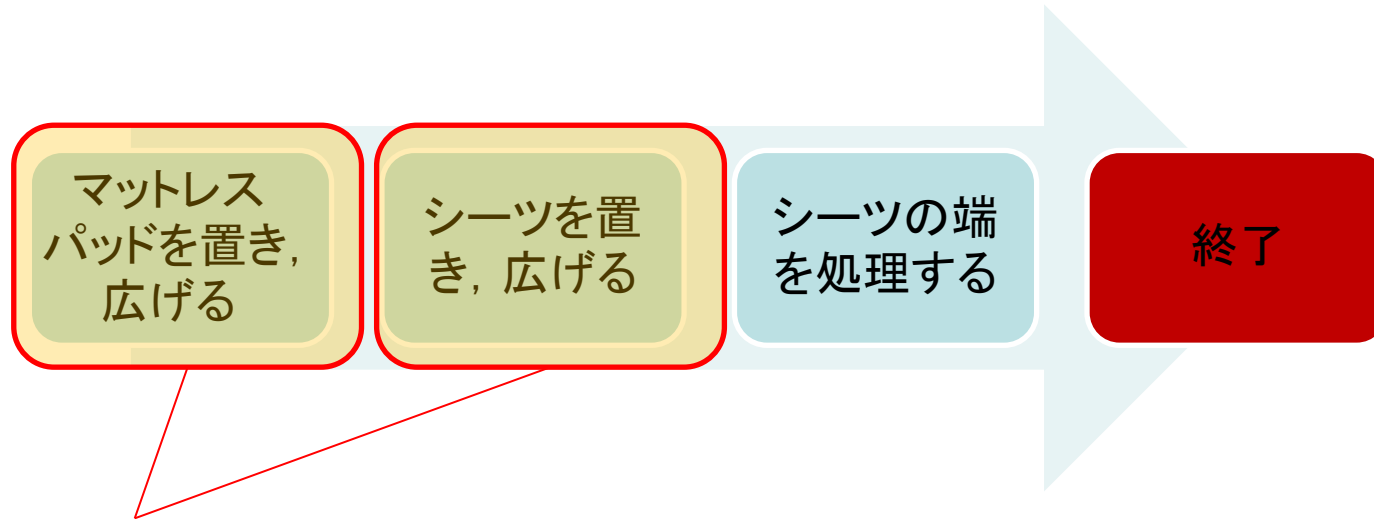 マットレス
パッドを置き，
広げる
シーツを置
き，広げる
シーツの端
を処理する
終了